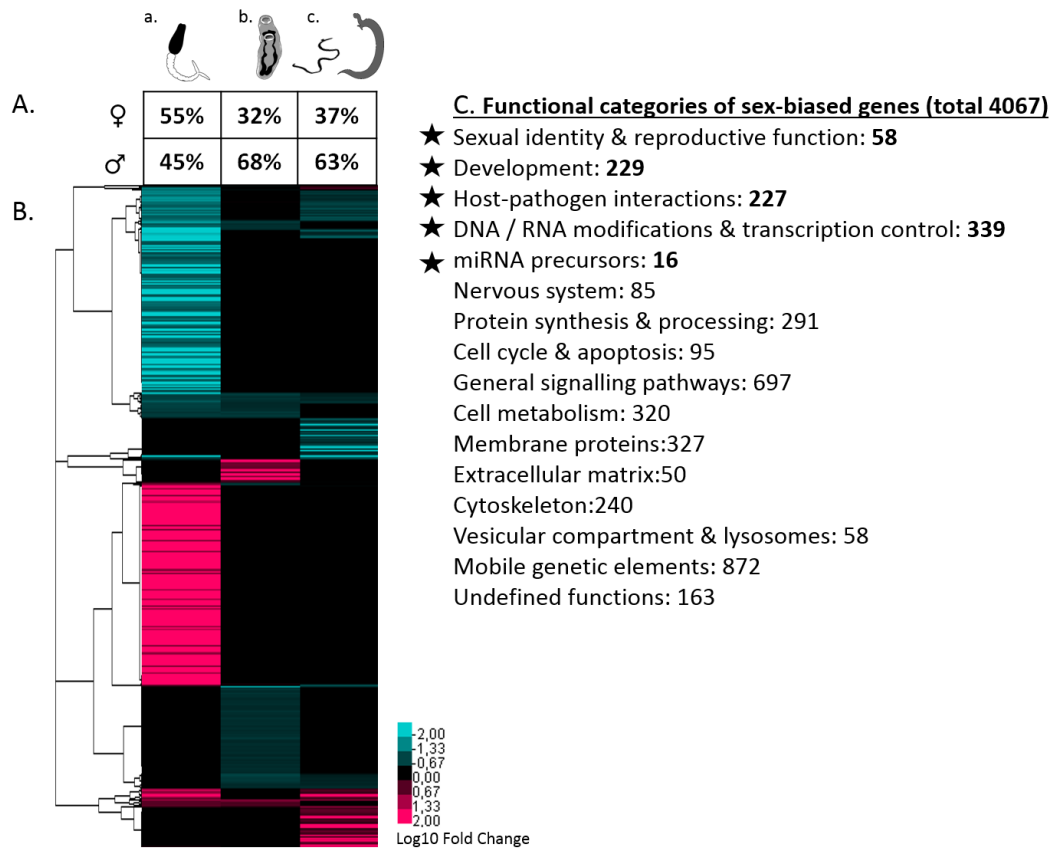 a.
b.
c.
A.
♀ 55% 32% 37%
♂ 45% 68% 63%
B.
C. Functional categories of sex-biased genes (total 4067)
★ Sexual identity & reproductive function: 58
★ Development: 229
★ Host-pathogen interactions: 227
★ DNA / RNA modifications & transcription control: 339
★ miRNA precursors: 16
Nervous system: 85
Protein synthesis & processing: 291
Cell cycle & apoptosis: 95
General signalling pathways: 697
Cell metabolism: 320
Membrane proteins:327
Extracellular matrix:50
Cytoskeleton:240
Vesicular compartment & lysosomes: 58
Mobile genetic elements: 872
Undefined functions: 163
-2,00
-1,33
-0,67
0,00
0,67
1,33
2,00
Log10 Fold Change